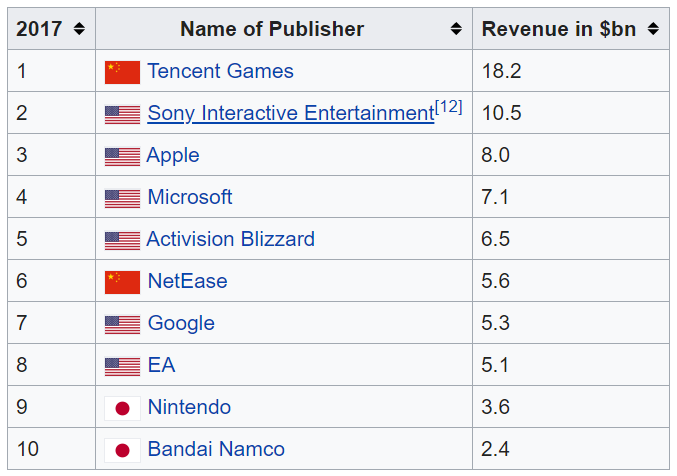 2017 Name of Publisher Revenue in $bn
1 Tencent Games 18.2
2 Sony Interactive Entertainment[12] 10.5
3 Apple 8.0
4 Microsoft 7.1
5 Activision Blizzard 6.5
6 NetEase 5.6
7 Google 5.3
8 EA 5.1
9 Nintendo 3.6
10 Bandai Namco 2.4